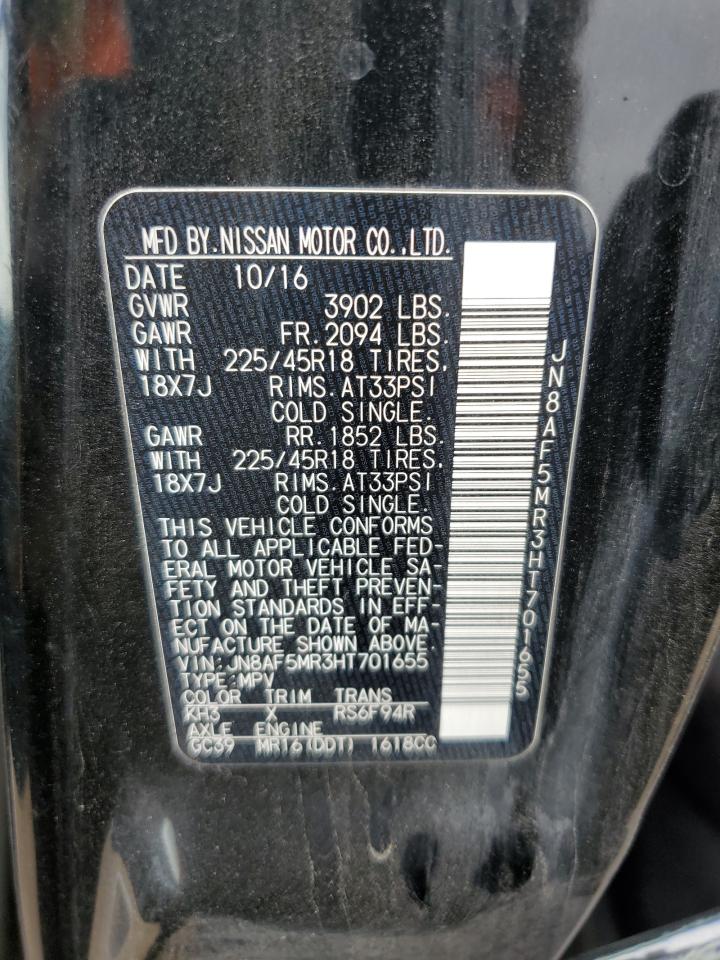 MFD BY.NISSAN MOTOR CO.,LTD.
DATE 10/16
GVWR 3902 LBS.
GAWR FR.2094 LBS.
WITH 225/45R18 TIRES,
18X7J RIMS.AT33PSI
COLD SINGLE.
GAWR RR.1852 LBS.
WITH 225/45R18 TIRES,
18X7J RIMS.AT33PSI
COLD SINGLE.
THIS VEHICLE CONFORMS
TO ALL APPLICABLE FED-
ERAL MOTOR VEHICLE SA-
FETY AND THEFT PREVEN-
TION STANDARDS IN EFF-
ECT ON THE DATE OF MA-
NUFACTURE SHOWN ABOVE.
VIN:JN8AF5MR3HT701655
TYPE:MPV
COLOR TRIM TRANS
KH3 X RS6F94R
AXLE ENGINE
GC39 MR16(DDT) 1618CC
JN8AF5MR3HT701655